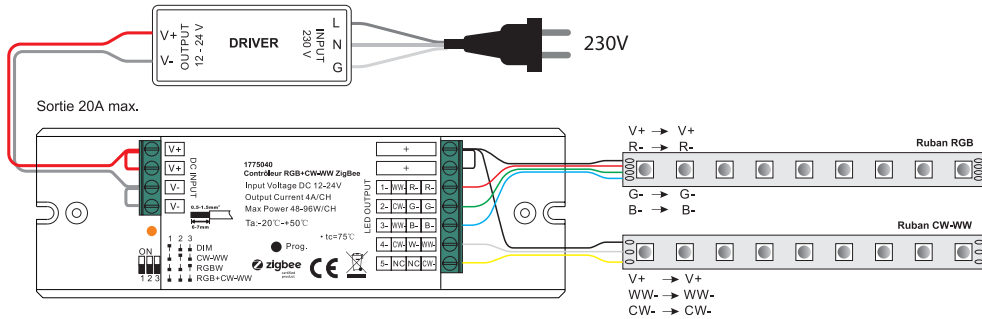 V+
V-
OUTPUT
12 - 24 V
DRIVER
INPUT
230 V
L
N
G
230V
Sortie 20A max.
V+
V+
V-
V-
DC INPUT
0.5-1.5mm²
6-7mm
1775040
Contrôleur RGB+CW-WW ZigBee
Input Voltage DC 12-24V
Output Current 4A/CH
Max Power 48-96W/CH
Ta:-20°C-+50°C
• tc=75°C
Prog.
ON
1 2 3
1 2 3
DIM
CW-WW
RGBW
RGB+CW-WW
zigbee
certified
product
CE
LED OUTPUT
+
+
1- WW- R- R-
2- CW- G- G-
3- WW- B- B-
4- CW- W- WW-
5- NC NC CW-
V+ → V+
R- → R-
Ruban RGB
G- → G-
B- → B-
Ruban CW-WW
V+ → V+
WW- → WW-
CW- → CW-